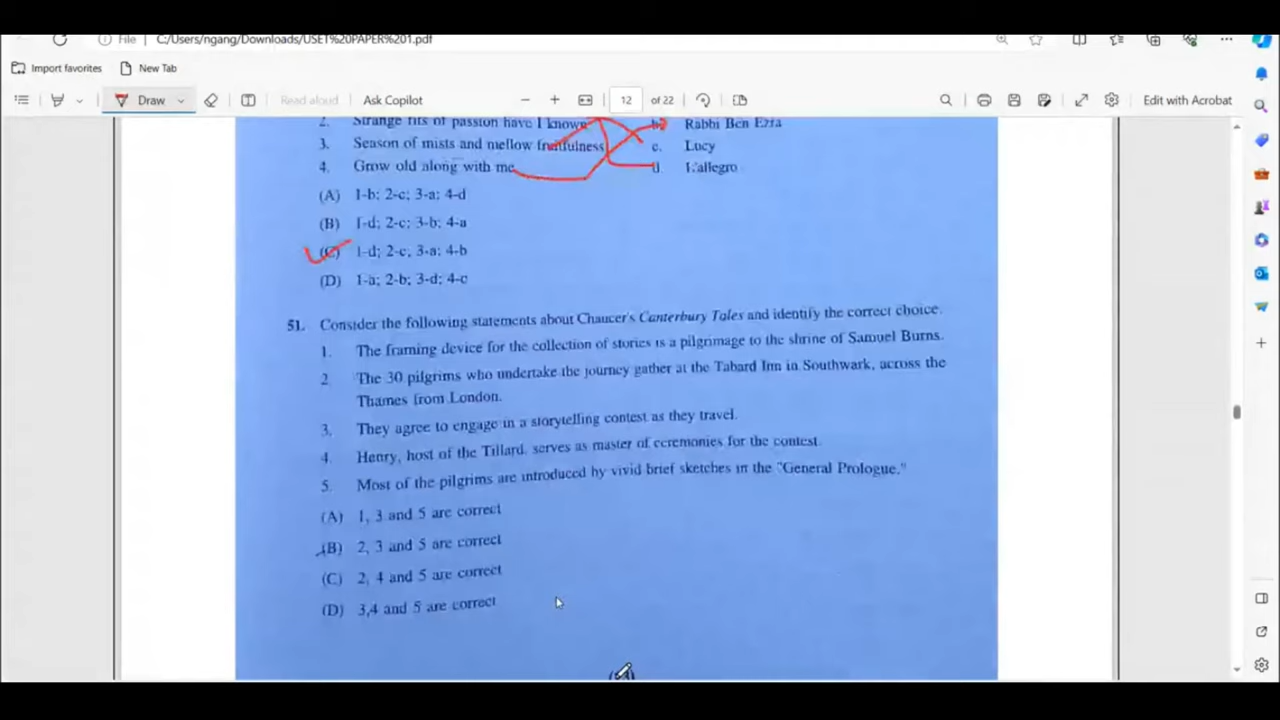 File | C:/Users/ngang/Downloads/USET%20PAPER%201.pdf
Import favorites New Tab
Draw Read aloud Ask Copilot 12 of 22 Edit with Acrobat
2. Strange fits of passion have I known b. Rabbi Ben Ezra
3. Season of mists and mellow fruitfulness c. Lucy
4. Grow old along with me d. L'allegro
(A) 1-b; 2-c; 3-a; 4-d
(B) 1-d; 2-c; 3-b; 4-a
(C) 1-d; 2-c; 3-a; 4-b
(D) 1-a; 2-b; 3-d; 4-c
51. Consider the following statements about Chaucer's Canterbury Tales and identify the correct choice.
1. The framing device for the collection of stories is a pilgrimage to the shrine of Samuel Burns.
2 The 30 pilgrims who undertake the journey gather at the Tabard Inn in Southwark, across the
Thames from London.
3. They agree to engage in a storytelling contest as they travel.
4. Henry, host of the Tillard, serves as master of ceremonies for the contest.
5. Most of the pilgrims are introduced by vivid brief sketches in the "General Prologue."
(A) 1, 3 and 5 are correct
(B) 2, 3 and 5 are correct
(C) 2, 4 and 5 are correct
(D) 3,4 and 5 are correct